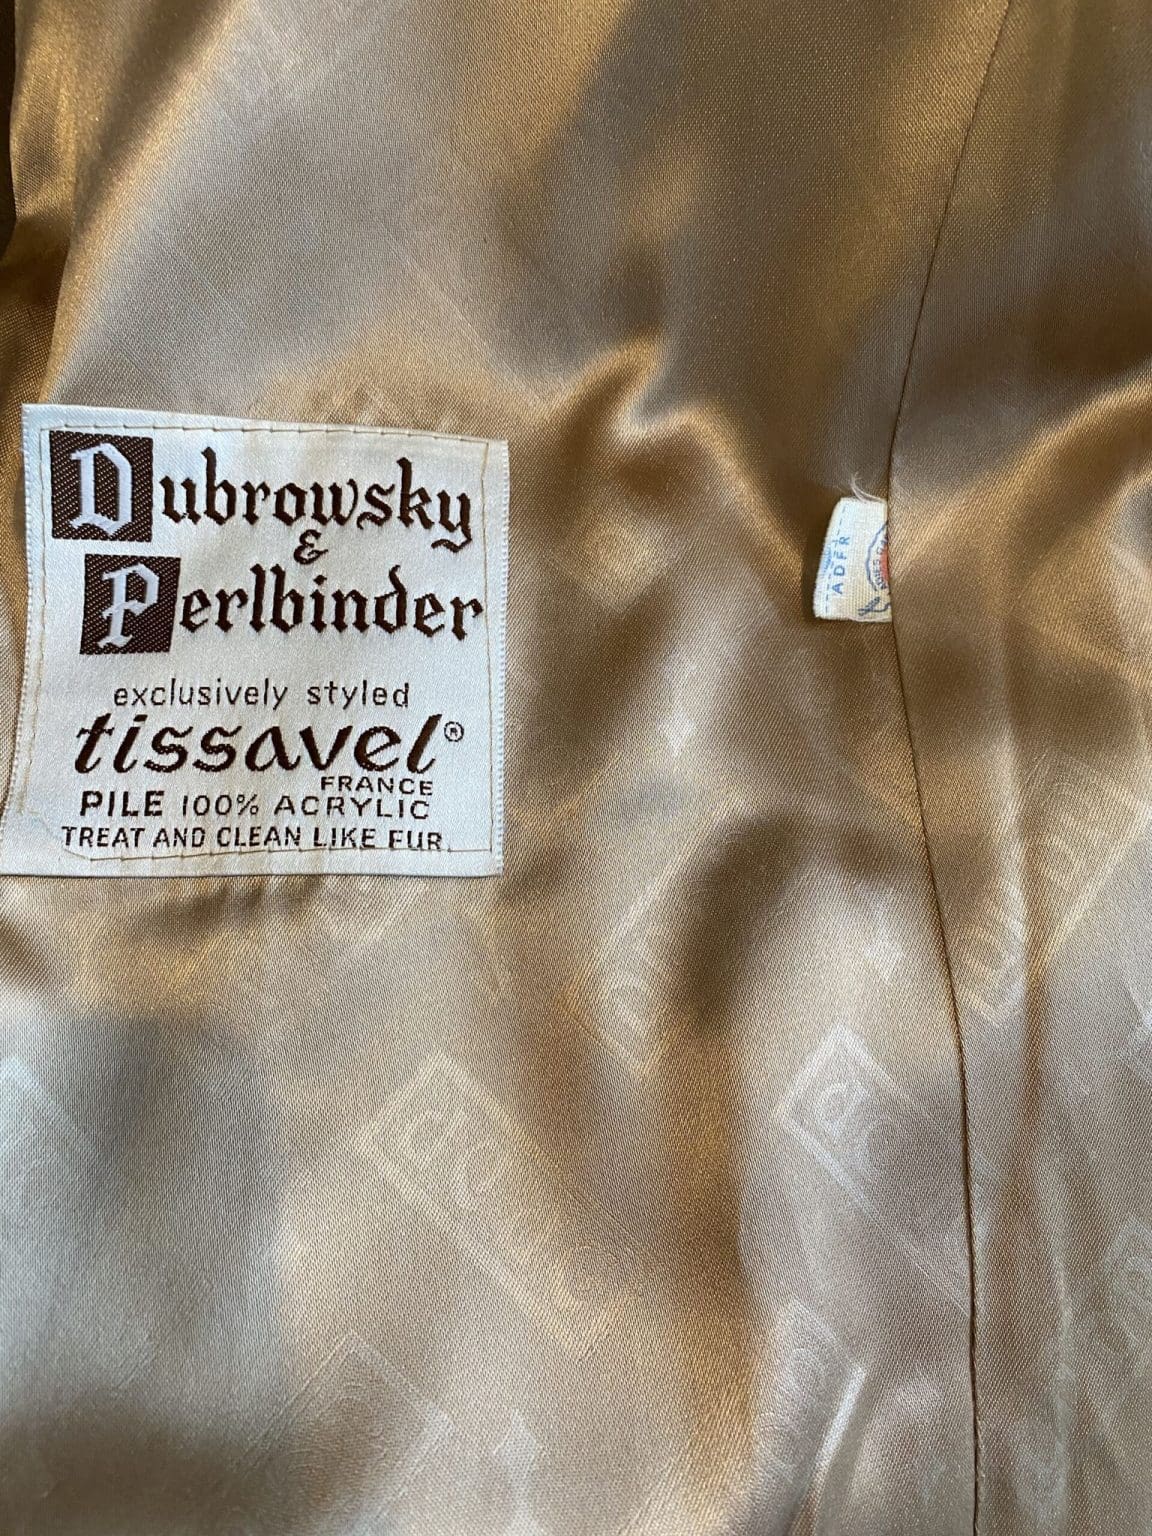 Dubrowsky
&
Perlbinder
exclusively styled
tissavel®
FRANCE
PILE 100% ACRYLIC
TREAT AND CLEAN LIKE FUR.